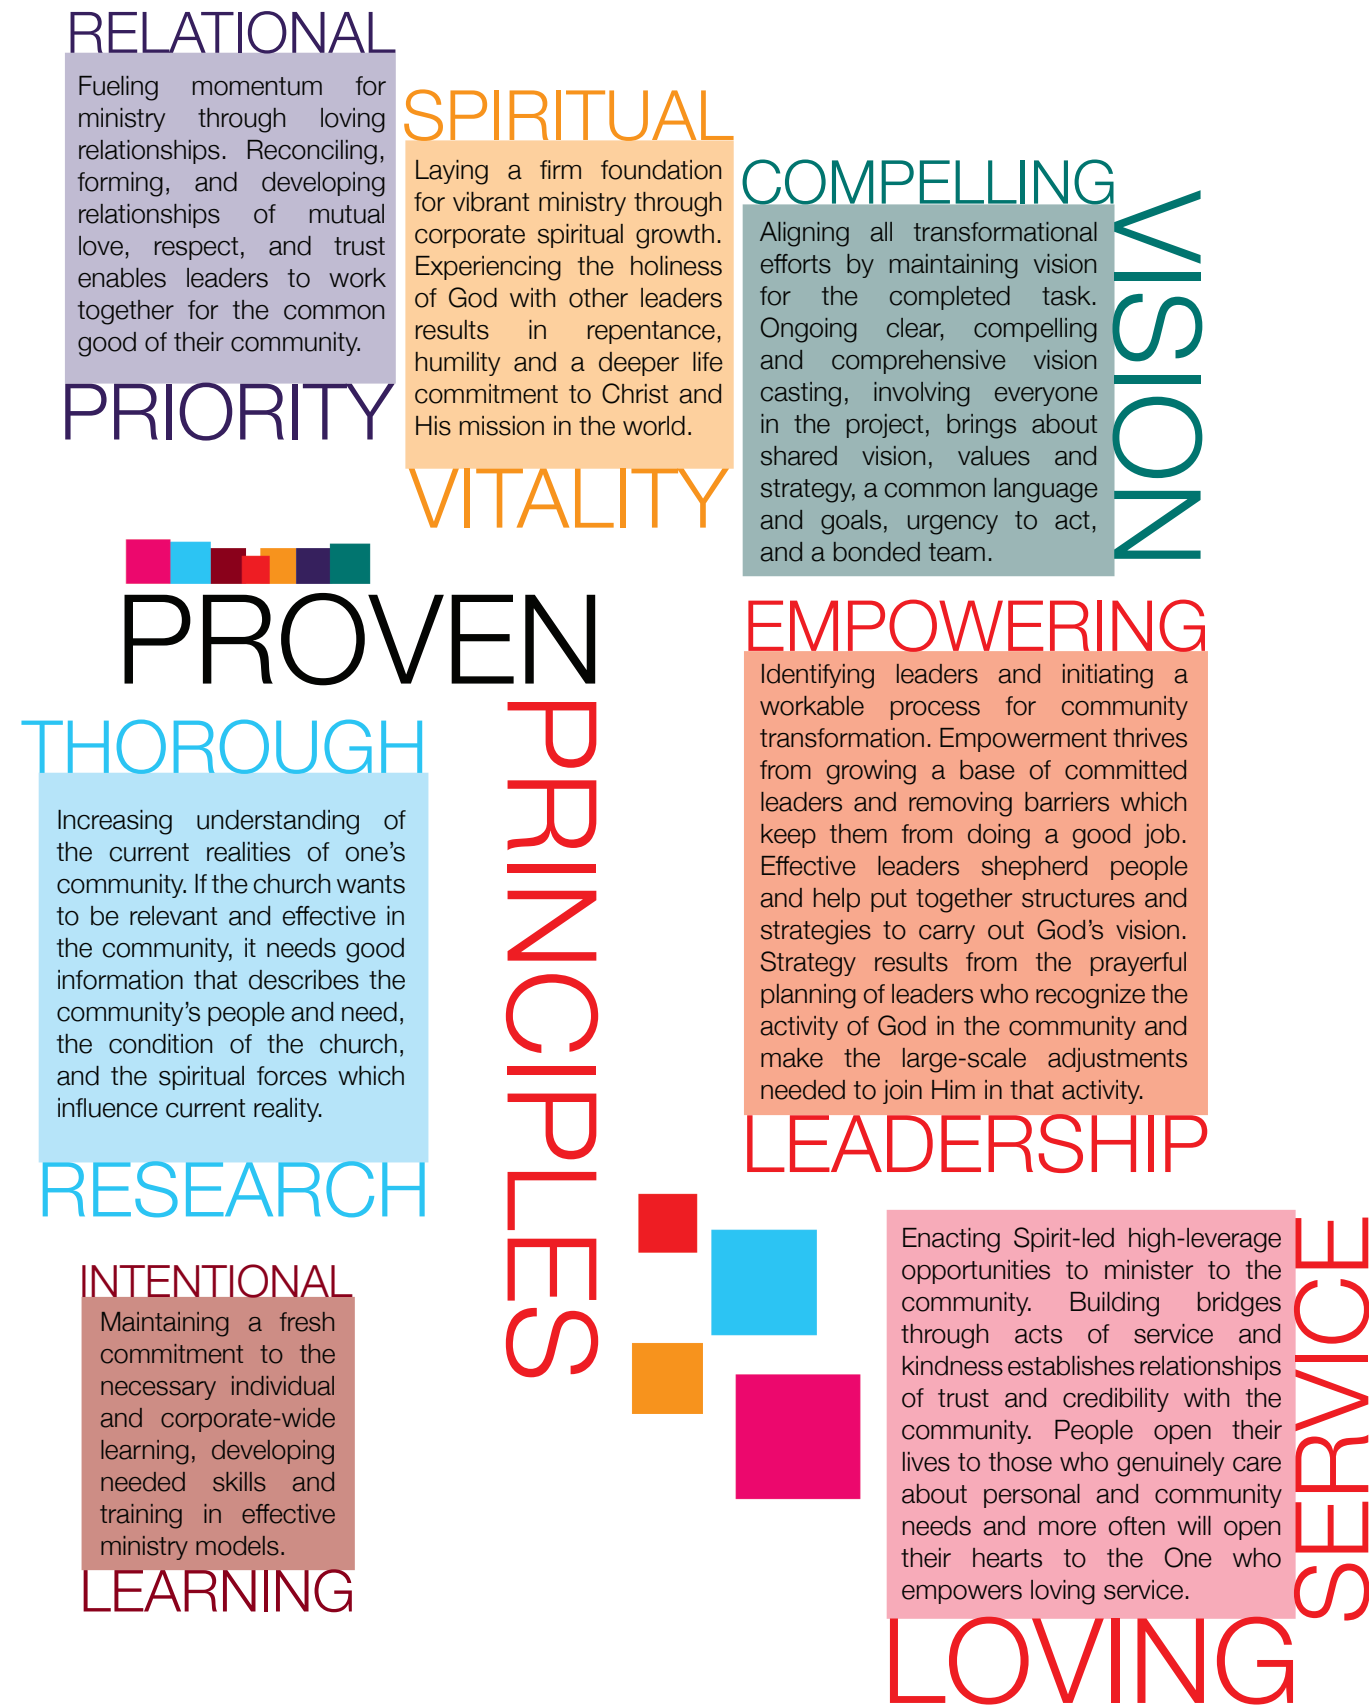 RELATIONAL
Fueling momentum for
ministry through loving
relationships. Reconciling,
forming, and developing
relationships of mutual
love, respect, and trust
enables leaders to work
together for the common
good of their community.
PRIORITY
SPIRITUAL
Laying a firm foundation
for vibrant ministry through
corporate spiritual growth.
Experiencing the holiness
of God with other leaders
results in repentance,
humility and a deeper life
commitment to Christ and
His mission in the world.
VITALITY
COMPELLING
VISION
Aligning all transformational
efforts by maintaining vision
for the completed task.
Ongoing clear, compelling
and comprehensive vision
casting, involving everyone
in the project, brings about
shared vision, values and
strategy, a common language
and goals, urgency to act,
and a bonded team.
PROVEN
PRINCIPLES
THOROUGH
Increasing understanding of
the current realities of one's
community. If the church wants
to be relevant and effective in
the community, it needs good
information that describes the
community's people and need,
the condition of the church,
and the spiritual forces which
influence current reality.
RESEARCH
EMPOWERING
Identifying leaders and initiating a
workable process for community
transformation. Empowerment thrives
from growing a base of committed
leaders and removing barriers which
keep them from doing a good job.
Effective leaders shepherd people
and help put together structures and
strategies to carry out God's vision.
Strategy results from the prayerful
planning of leaders who recognize the
activity of God in the community and
make the large-scale adjustments
needed to join Him in that activity.
LEADERSHIP
INTENTIONAL
Maintaining a fresh
commitment to the
necessary individual
and corporate-wide
learning, developing
needed skills and
training in effective
ministry models.
LEARNING
Enacting Spirit-led high-leverage
opportunities to minister to the
community. Building bridges
through acts of service and
kindness establishes relationships
of trust and credibility with the
community. People open their
lives to those who genuinely care
about personal and community
needs and more often will open
their hearts to the One who
empowers loving service.
LOVING
SERVICE